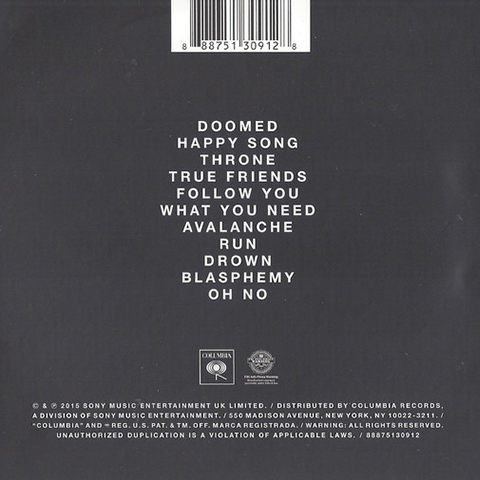 8 88751 30912 8
DOOMED
HAPPY SONG
THRONE
TRUE FRIENDS
FOLLOW YOU
WHAT YOU NEED
AVALANCHE
RUN
DROWN
BLASPHEMY
OH NO
COLUMBIA
© & ℗ 2015 SONY MUSIC ENTERTAINMENT UK LIMITED. / DISTRIBUTED BY COLUMBIA RECORDS,
A DIVISION OF SONY MUSIC ENTERTAINMENT. / 550 MADISON AVENUE, NEW YORK, NY 10022-3211. /
"COLUMBIA" AND REG. U.S. PAT. & TM. OFF. MARCA REGISTRADA. / WARNING: ALL RIGHTS RESERVED.
UNAUTHORIZED DUPLICATION IS A VIOLATION OF APPLICABLE LAWS. / 88875130912